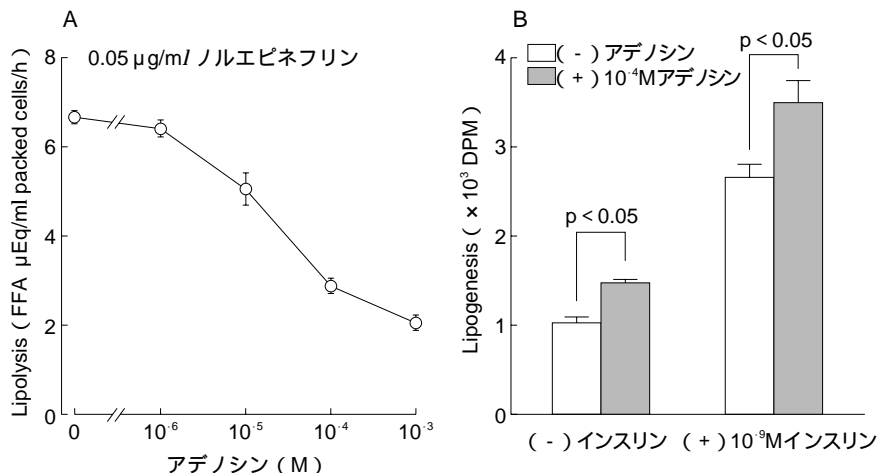 A
0.05 μg/ml ノルエピネフリン
Lipolysis ( FFA μEq/ml packed cells/h )
8
6
4
2
0
0 10⁻⁶ 10⁻⁵ 10⁻⁴ 10⁻³
アデノシン ( M )
B
( - ) アデノシン
( + ) 10⁻⁴Mアデノシン
p < 0.05
p < 0.05
Lipogenesis ( × 10³ DPM )
4
3
2
1
0
( - ) インスリン ( + ) 10⁻⁹Mインスリン